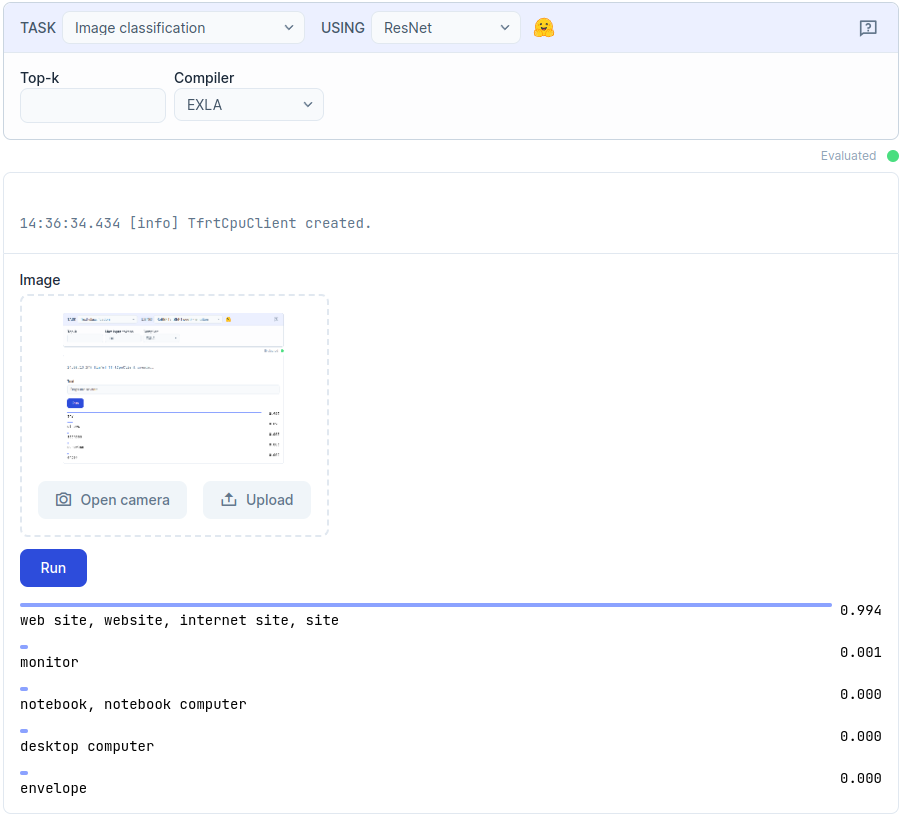 TASK Image classification USING ResNet
Top-k Compiler
EXLA
Evaluated
14:36:34.434 [info] TfrtCpuClient created.
Image
Open camera Upload
Run
0.994
web site, website, internet site, site
0.001
monitor
0.000
notebook, notebook computer
0.000
desktop computer
0.000
envelope